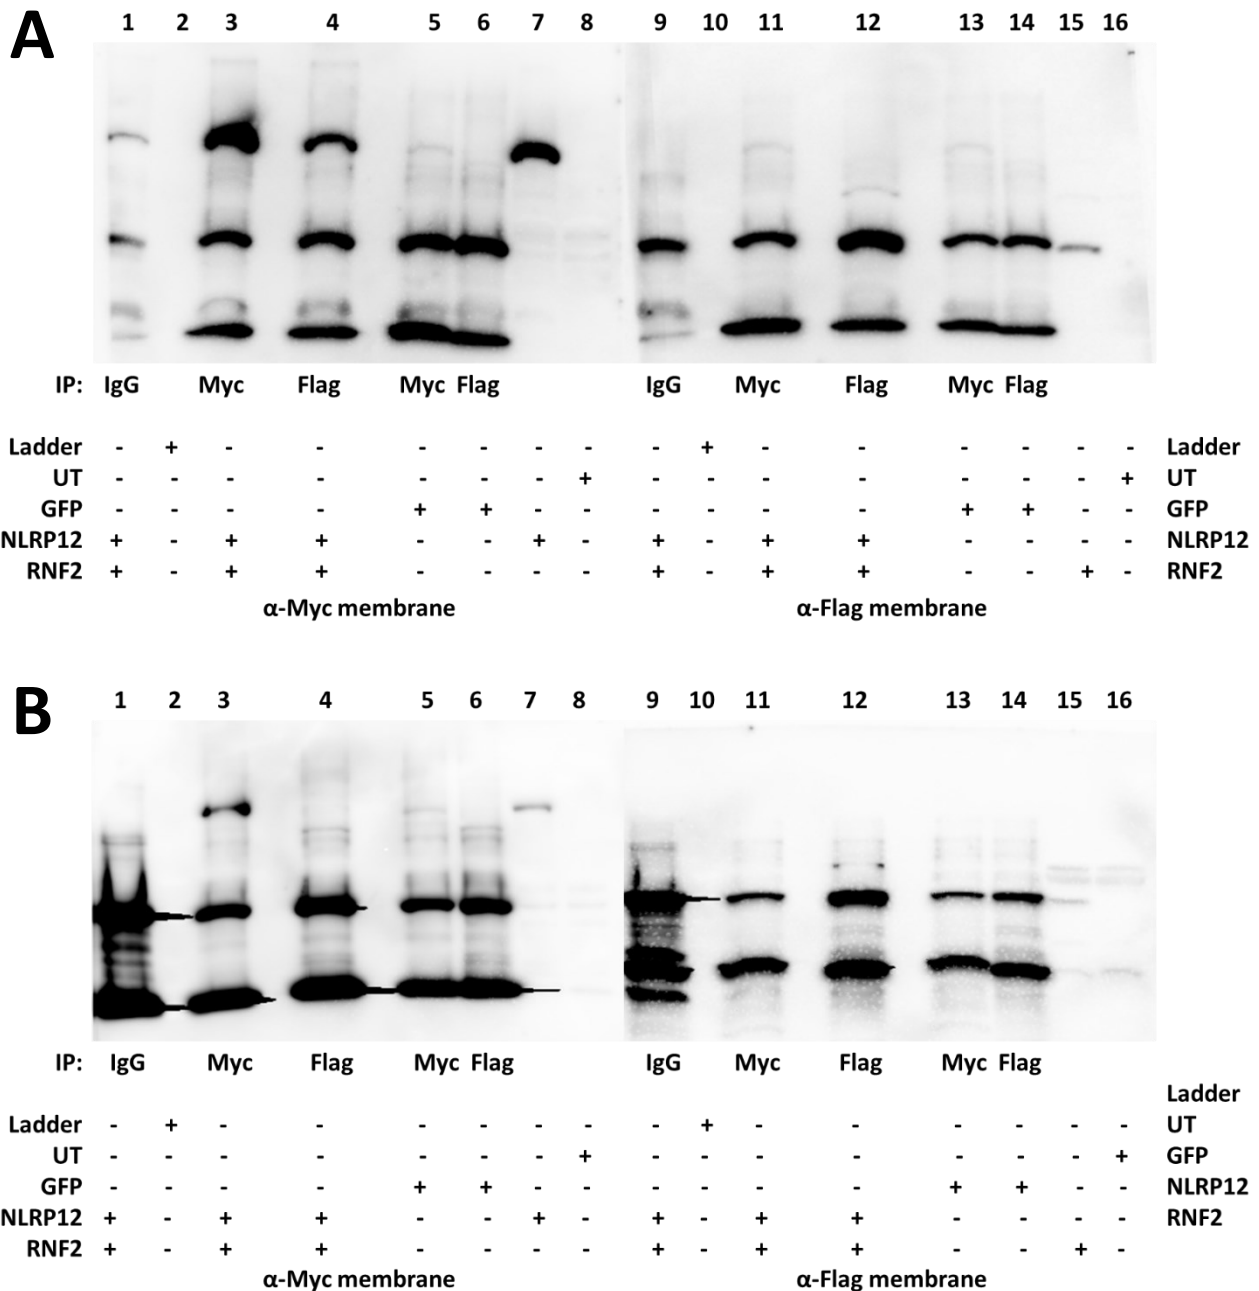 A
1 2 3 4 5 6 7 8 9 10 11 12 13 14 15 16
IP: IgG Myc Flag Myc Flag IgG Myc Flag Myc Flag
Ladder - + - - - - - - - + - - - - - - Ladder
UT - - - - - - - + - - - - - - - + UT
GFP - - - - + + - - - - - - + + - - GFP
NLRP12 + - + + - - + - + - + + - - - - NLRP12
RNF2 + - + + - - - - + - + + - - + - RNF2
α-Myc membrane α-Flag membrane
B
1 2 3 4 5 6 7 8 9 10 11 12 13 14 15 16
IP: IgG Myc Flag Myc Flag IgG Myc Flag Myc Flag
Ladder
Ladder - + - - - - - - - + - - - - - - UT
UT - - - - - - - + - - - - - - - + GFP
GFP - - - - + + - - - - - - + + - - NLRP12
NLRP12 + - + + - - + - + - + + - - - - RNF2
RNF2 + - + + - - - - + - + + - - + -
α-Myc membrane α-Flag membrane